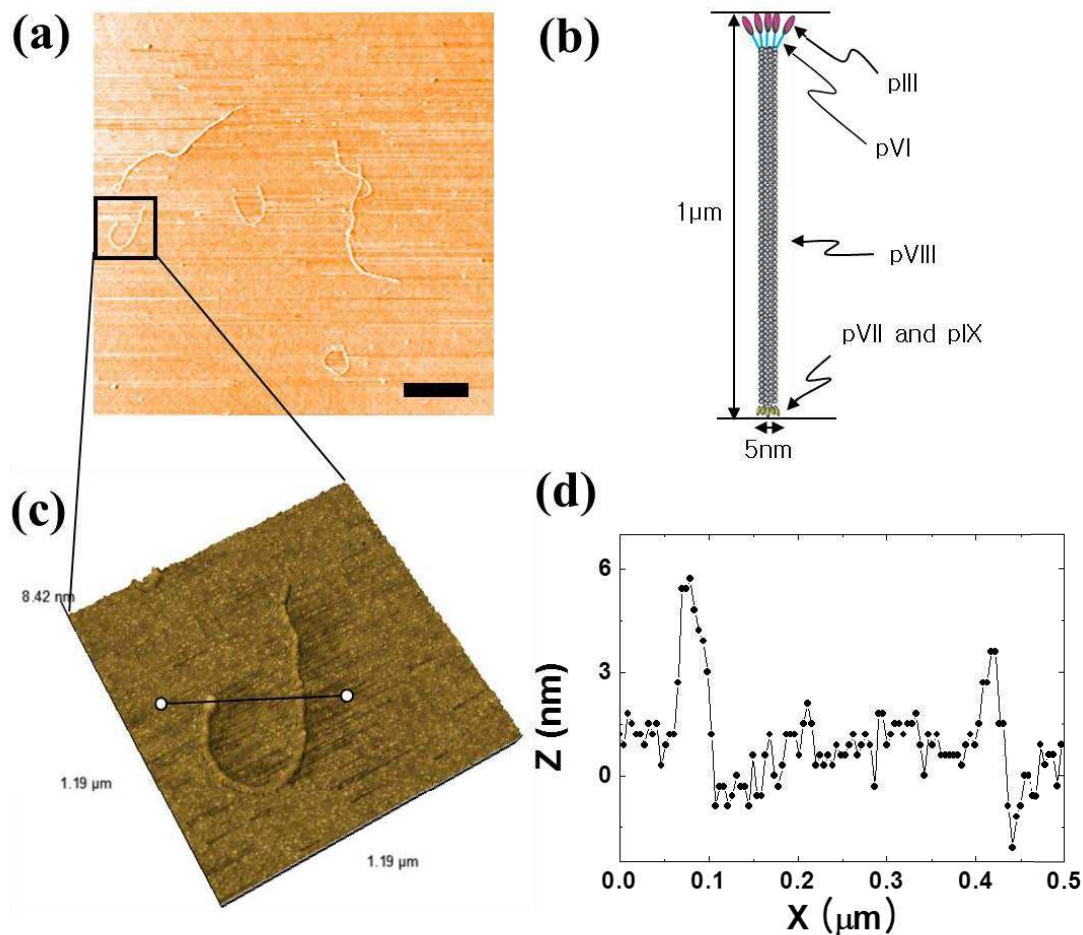 (a)
(b)
pIII
pVI
1μm
pVIII
pVII and pIX
5nm
(c)
8.42 nm
1.19 μm
1.19 μm
(d)
Z (nm)
6
3
0
0.0 0.1 0.2 0.3 0.4 0.5
X (μm)